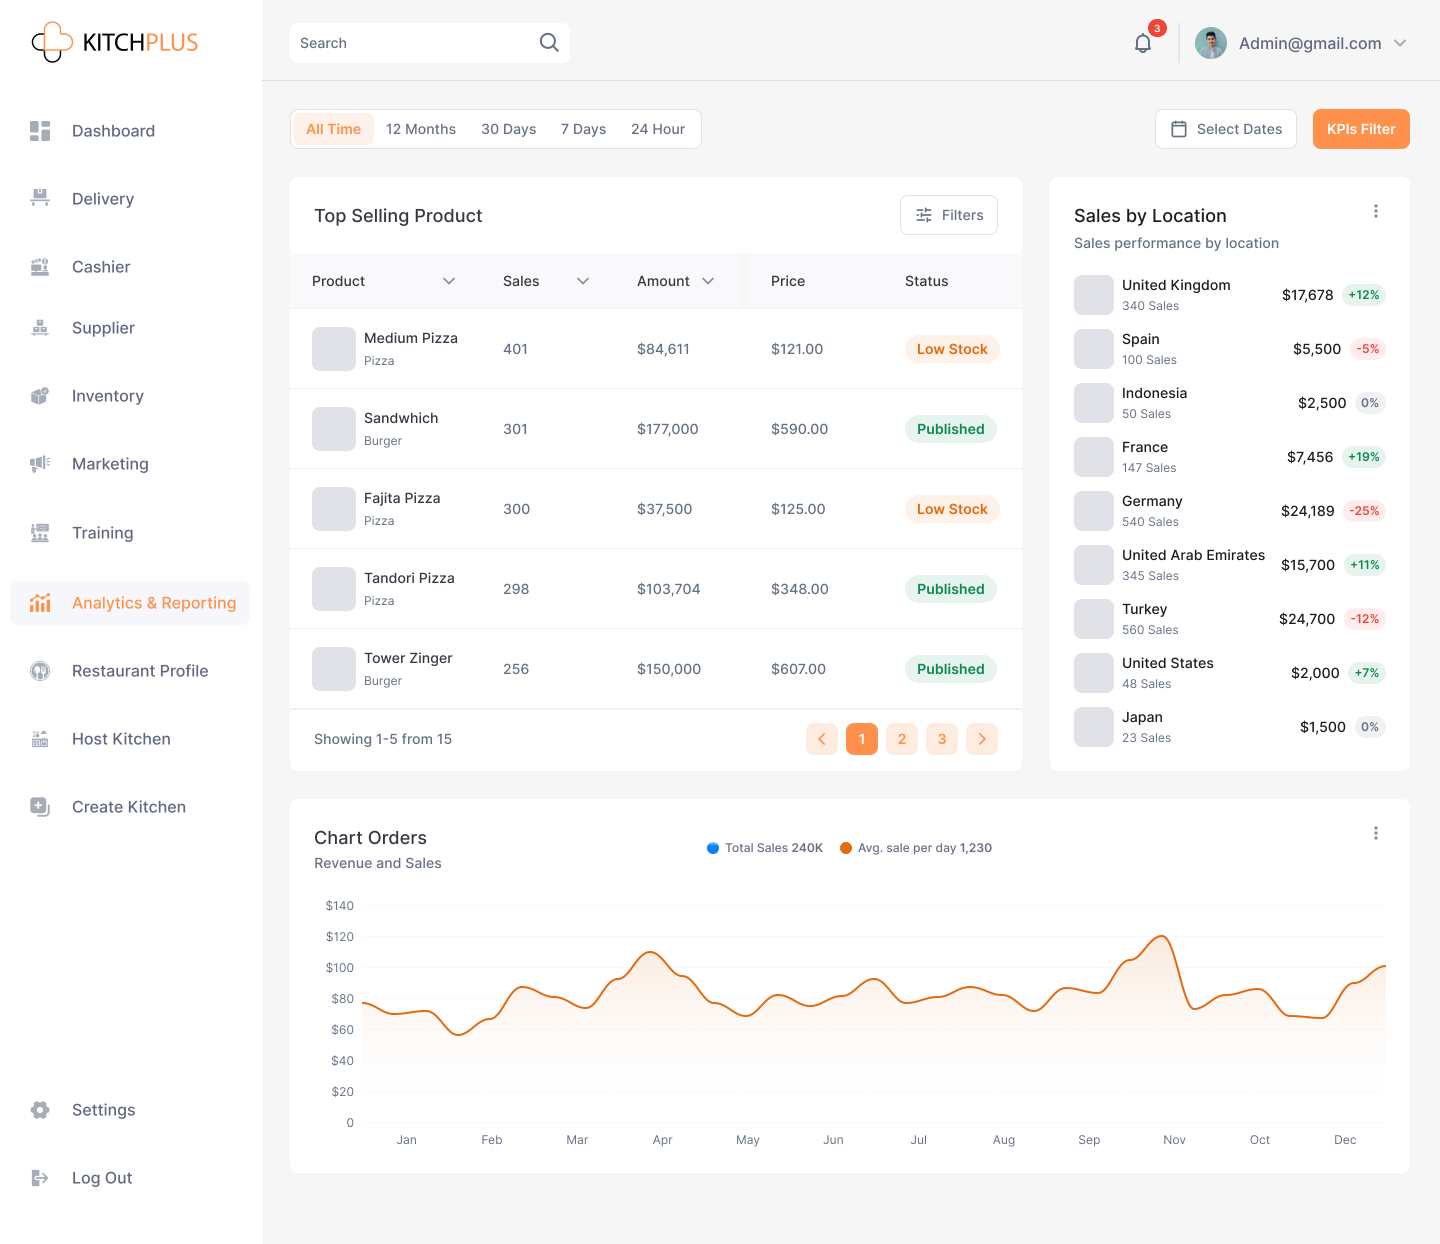 KITCHPLUS
Search
3
Admin@gmail.com
Dashboard
Delivery
Cashier
Supplier
Inventory
Marketing
Training
Analytics & Reporting
Restaurant Profile
Host Kitchen
Create Kitchen
Settings
Log Out
All Time 12 Months 30 Days 7 Days 24 Hour
Select Dates
KPIs Filter
Top Selling Product
Filters
Product Sales Amount Price Status
Medium Pizza
Pizza
401 $84,611 $121.00 Low Stock
Sandwhich
Burger
301 $177,000 $590.00 Published
Fajita Pizza
Pizza
300 $37,500 $125.00 Low Stock
Tandori Pizza
Pizza
298 $103,704 $348.00 Published
Tower Zinger
Burger
256 $150,000 $607.00 Published
Showing 1-5 from 15
1 2 3
Sales by Location
Sales performance by location
United Kingdom
340 Sales
$17,678 +12%
Spain
100 Sales
$5,500 -5%
Indonesia
50 Sales
$2,500 0%
France
147 Sales
$7,456 +19%
Germany
540 Sales
$24,189 -25%
United Arab Emirates
345 Sales
$15,700 +11%
Turkey
560 Sales
$24,700 -12%
United States
48 Sales
$2,000 +7%
Japan
23 Sales
$1,500 0%
Chart Orders
Revenue and Sales
Total Sales 240K Avg. sale per day 1,230
$140
$120
$100
$80
$60
$40
$20
0
Jan Feb Mar Apr May Jun Jul Aug Sep Nov Oct Dec